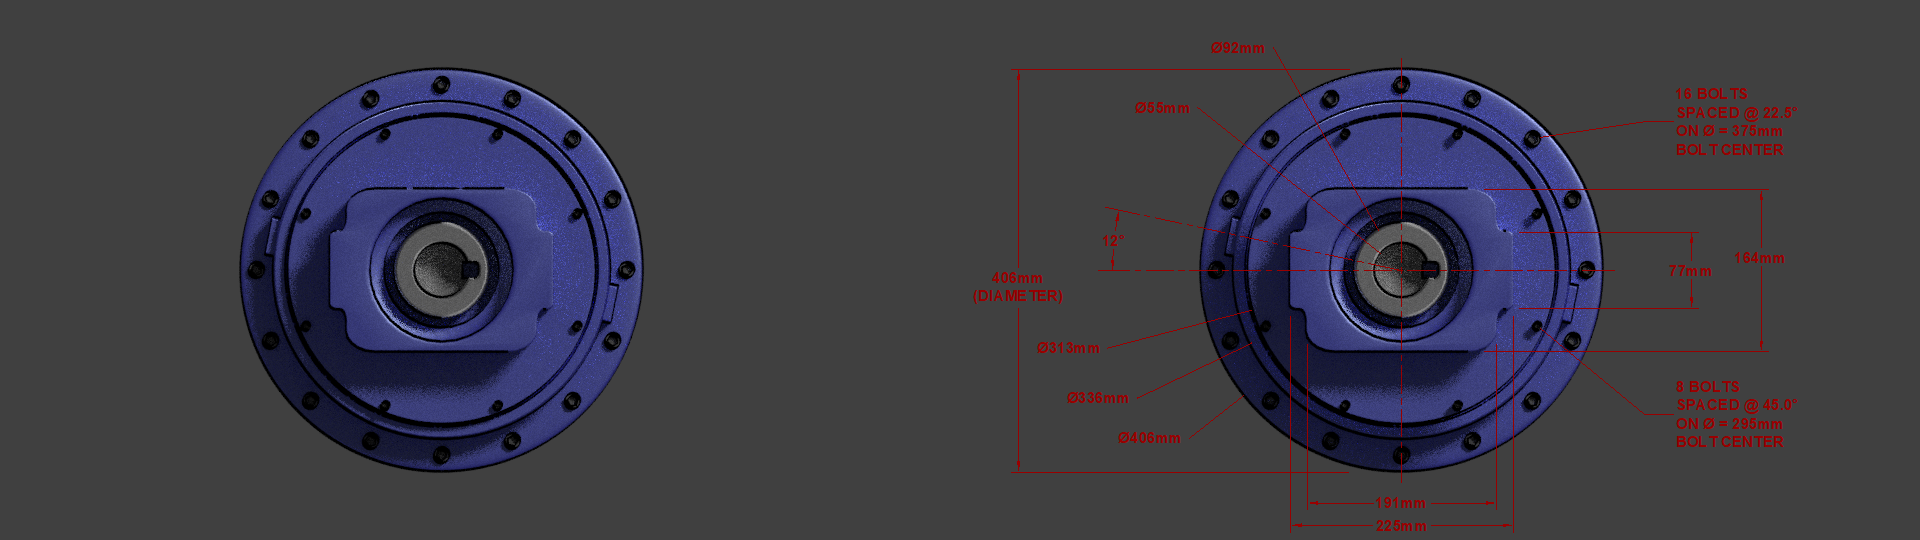 Ø92mm
Ø55mm
16 BOLTS
SPACED @ 22.5°
ON Ø = 375mm
BOLT CENTER
12°
406mm
(DIAMETER)
164mm
77mm
Ø313mm
Ø336mm
Ø406mm
8 BOLTS
SPACED @ 45.0°
ON Ø = 295mm
BOLT CENTER
191mm
225mm